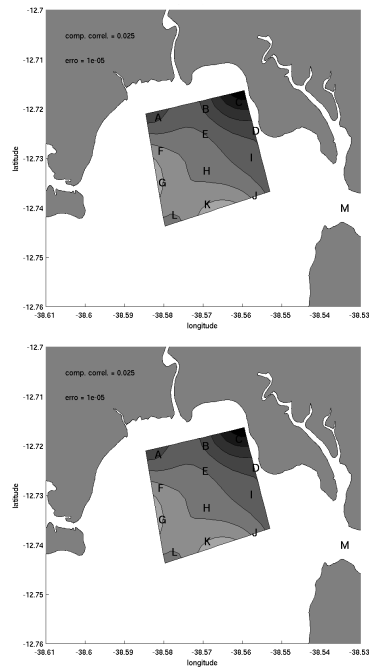 -12.7
comp. correl. = 0.025
-12.71
erro = 1e-05
-12.72
A B C
E D
-12.73
F I
H
G
-12.74
L K J
M
-12.75
-12.76
-38.61 -38.6 -38.59 -38.58 -38.57 -38.56 -38.55 -38.54 -38.53
longitude
latitude
-12.7
comp. correl. = 0.025
-12.71
erro = 1e-05
-12.72
A B C
E D
-12.73
F I
H
G
-12.74
L K J
M
-12.75
-12.76
-38.61 -38.6 -38.59 -38.58 -38.57 -38.56 -38.55 -38.54 -38.53
longitude
latitude